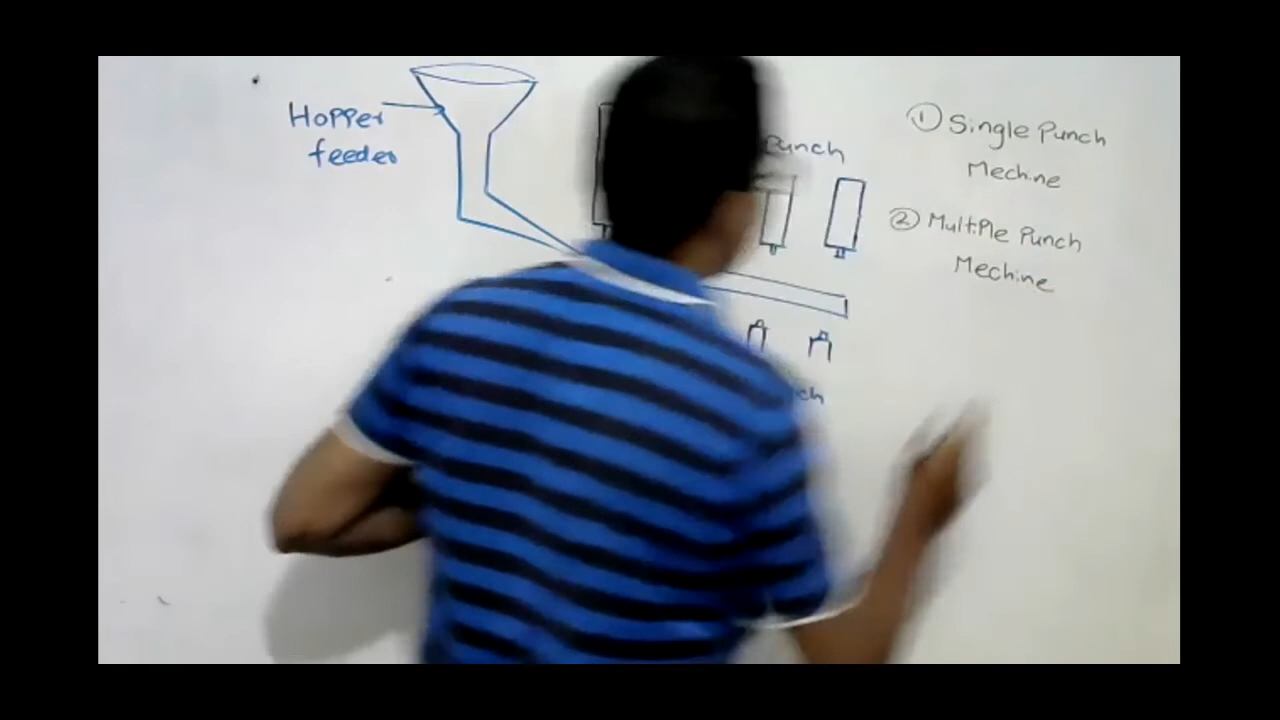 Hopper
feeder
Punch
① Single Punch
Mechine
② Multiple Punch
Mechine